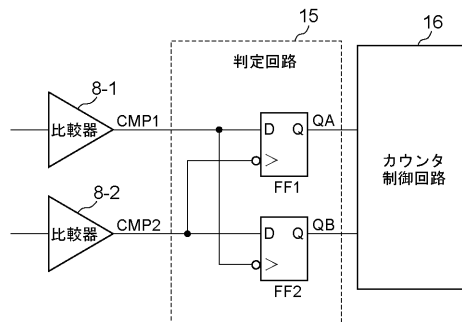 15
16
判定回路
8-1
比較器
CMP1
D Q
QA
FF1
カウンタ
制御回路
8-2
比較器
CMP2
D Q
QB
FF2